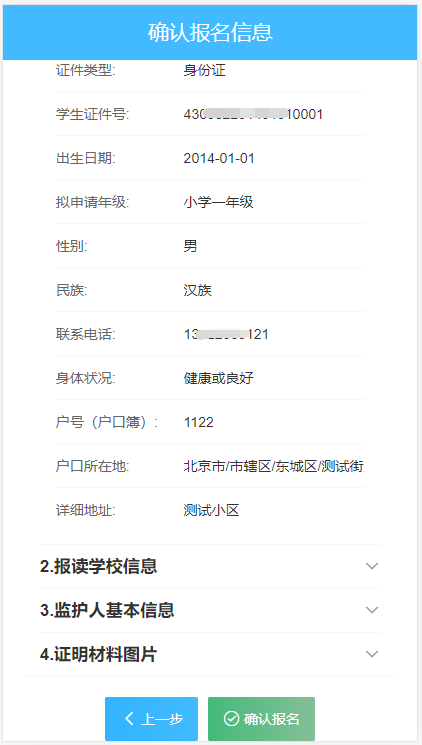 确认报名信息
证件类型: 身份证
学生证件号: 430 0001
出生日期: 2014-01-01
拟申请年级: 小学一年级
性别: 男
民族: 汉族
联系电话: 13 121
身体状况: 健康或良好
户号（户口簿）: 1122
户口所在地: 北京市/市辖区/东城区/测试街
详细地址: 测试小区
2.报读学校信息
3.监护人基本信息
4.证明材料图片
上一步 确认报名